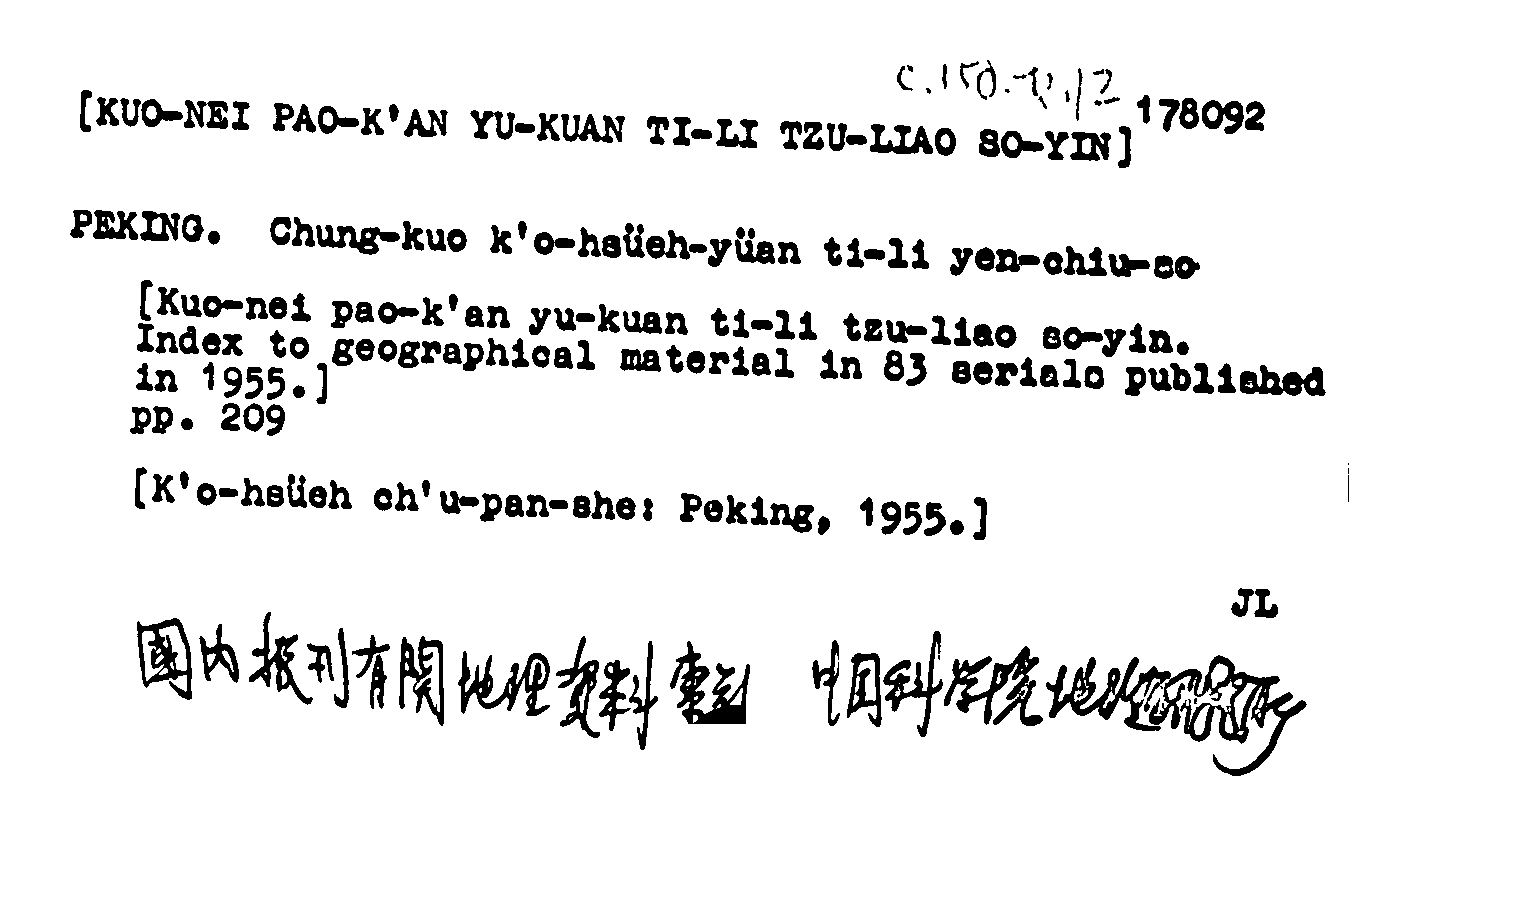 178092
[KUO-NEI PAO-K'AN YU-KUAN TI-LI TZU-LIAO SO-YIN]
PEKING. Chung-kuo k'o-hsüeh-yüan ti-li yen-chiu-so
[Kuo-nei pao-k'an yu-kuan ti-li tzu-liao so-yin.
Index to geographical material in 83 serials published
in 1955.]
pp. 209
[K'o-hsüeh ch'u-pan-she: Peking, 1955.]
JL
國内报刊有関地理資料索引 中国科学院地理研究所